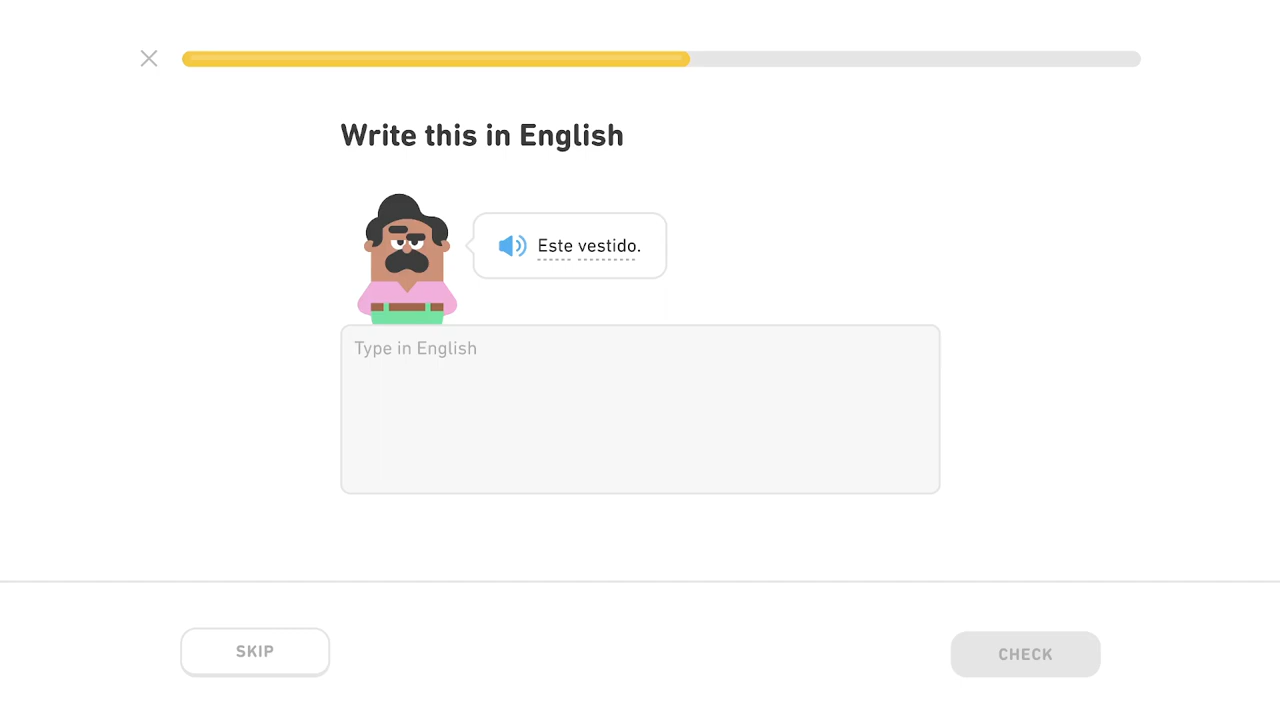 Write this in English
Este vestido.
Type in English
SKIP
CHECK